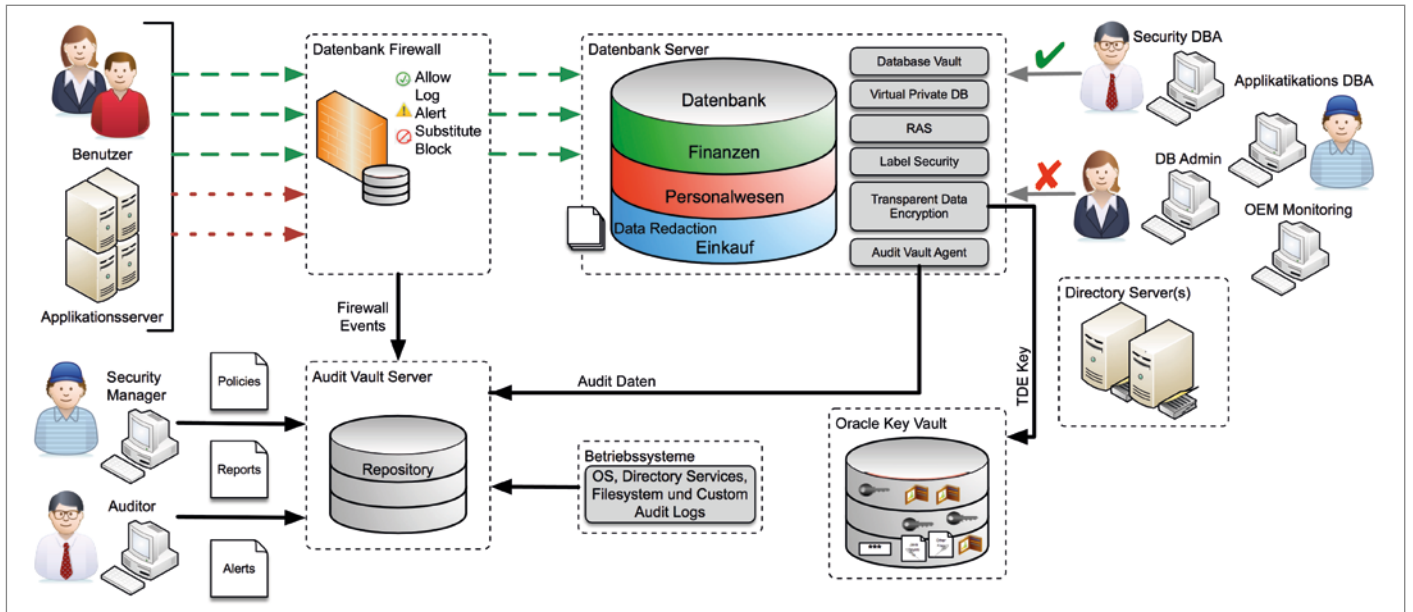 Benutzer
Applikationsserver
Datenbank Firewall
Allow
Log
Alert
Substitute
Block
Datenbank Server
Datenbank
Finanzen
Personalwesen
Data Redaction
Einkauf
Database Vault
Virtual Private DB
RAS
Label Security
Transparent Data
Encryption
Audit Vault Agent
Security DBA
Applikatikations DBA
DB Admin
OEM Monitoring
Directory Server(s)
Firewall
Events
Audit Daten
TDE Key
Security
Manager
Policies
Reports
Auditor
Alerts
Audit Vault Server
Repository
Betriebssysteme
OS, Directory Services,
Filesystem und Custom
Audit Logs
Oracle Key Vault
***